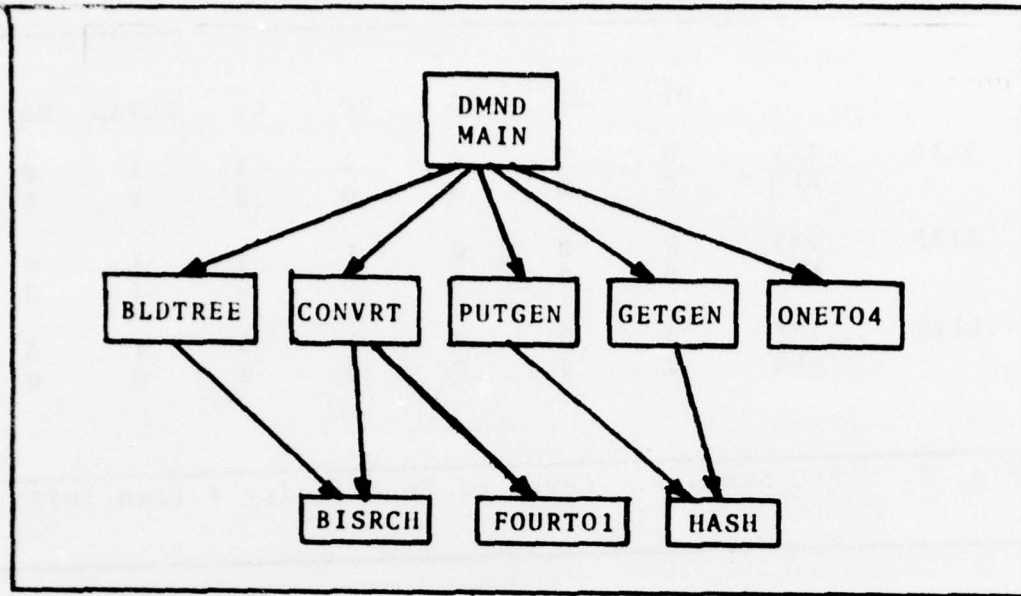 DMND
MAIN
BLDTREE CONVRT PUTGEN GETGEN ONETO4
BISRCH FOURTO1 HASH